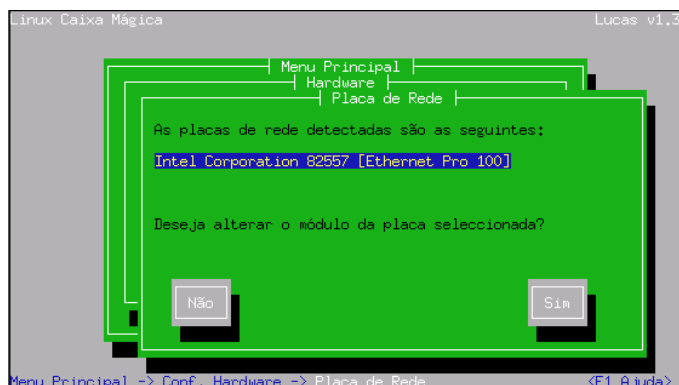 Linux Caixa Mágica Lucas v1.3
Menu Principal
Hardware
Placa de Rede
As placas de rede detectadas são as seguintes:
Intel Corporation 82557 [Ethernet Pro 100]
Deseja alterar o módulo da placa seleccionada?
Não Sim
Menu Principal -> Conf. Hardware -> Placa de Rede <F1 Ajuda>